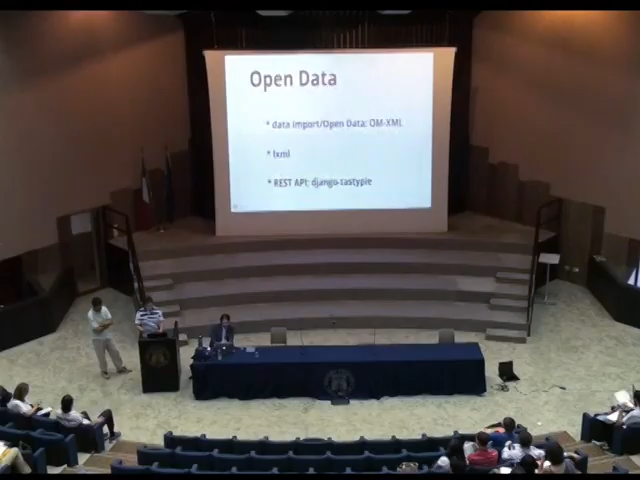 Open Data
* data import/Open Data: OM-XML
* lxml
* REST API: django-tastypie